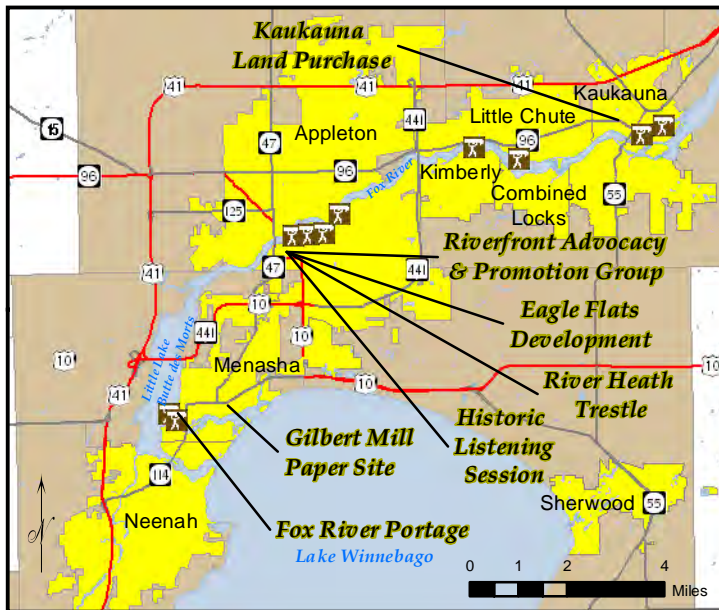 Kaukauna
Land Purchase
41
41
41
Kaukauna
15
441
Little Chute
Appleton
47
96
96
96
Kimberly
Fox River
Combined
Locks
55
125
Riverfront Advocacy
& Promotion Group
47
441
41
10
Eagle Flats
Development
441
10
10
Little Lake
Butte des Morts
Menasha
10
10
River Heath
Trestle
41
Historic
Listening
Session
Gilbert Mill
Paper Site
114
Sherwood
55
N
Neenah
Fox River Portage
Lake Winnebago
0 2 4
Miles